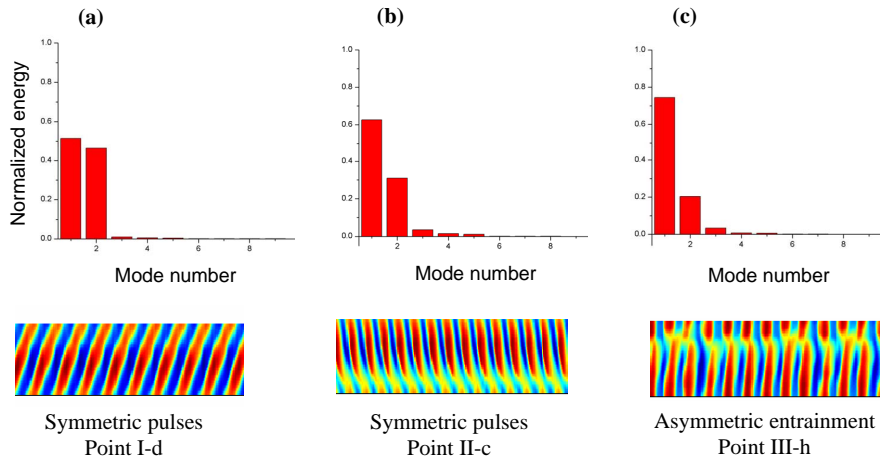 (a)
(b)
(c)
Normalized energy
1.0
0.8
0.6
0.4
0.2
0.0
2
4
6
8
Mode number
1.0
0.8
0.6
0.4
0.2
0.0
2
4
6
8
Mode number
1.0
0.8
0.6
0.4
0.2
0.0
2
4
6
8
Mode number
Symmetric pulses
Point I-d
Symmetric pulses
Point II-c
Asymmetric entrainment
Point III-h